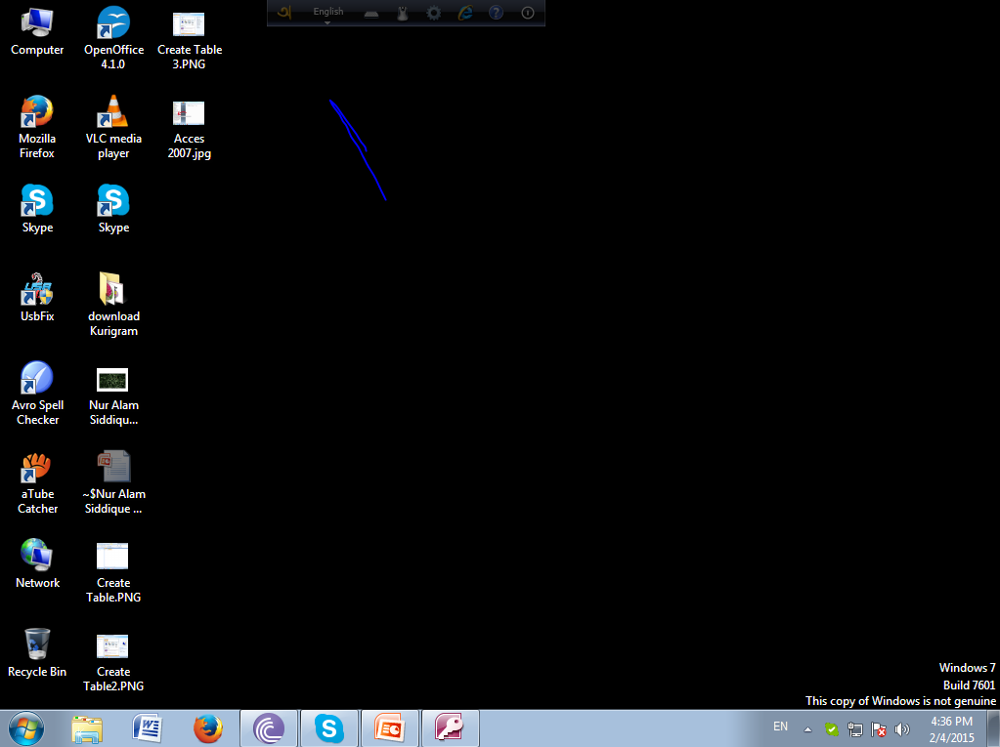 English
Computer
OpenOffice
4.1.0
Create Table
3.PNG
Mozilla
Firefox
VLC media
player
Acces
2007.jpg
Skype
Skype
UsbFix
download
Kurigram
Avro Spell
Checker
Nur Alam
Siddiqu...
aTube
Catcher
~$Nur Alam
Siddique ...
Network
Create
Table.PNG
Recycle Bin
Create
Table2.PNG
Windows 7
Build 7601
This copy of Windows is not genuine
EN
4:36 PM
2/4/2015